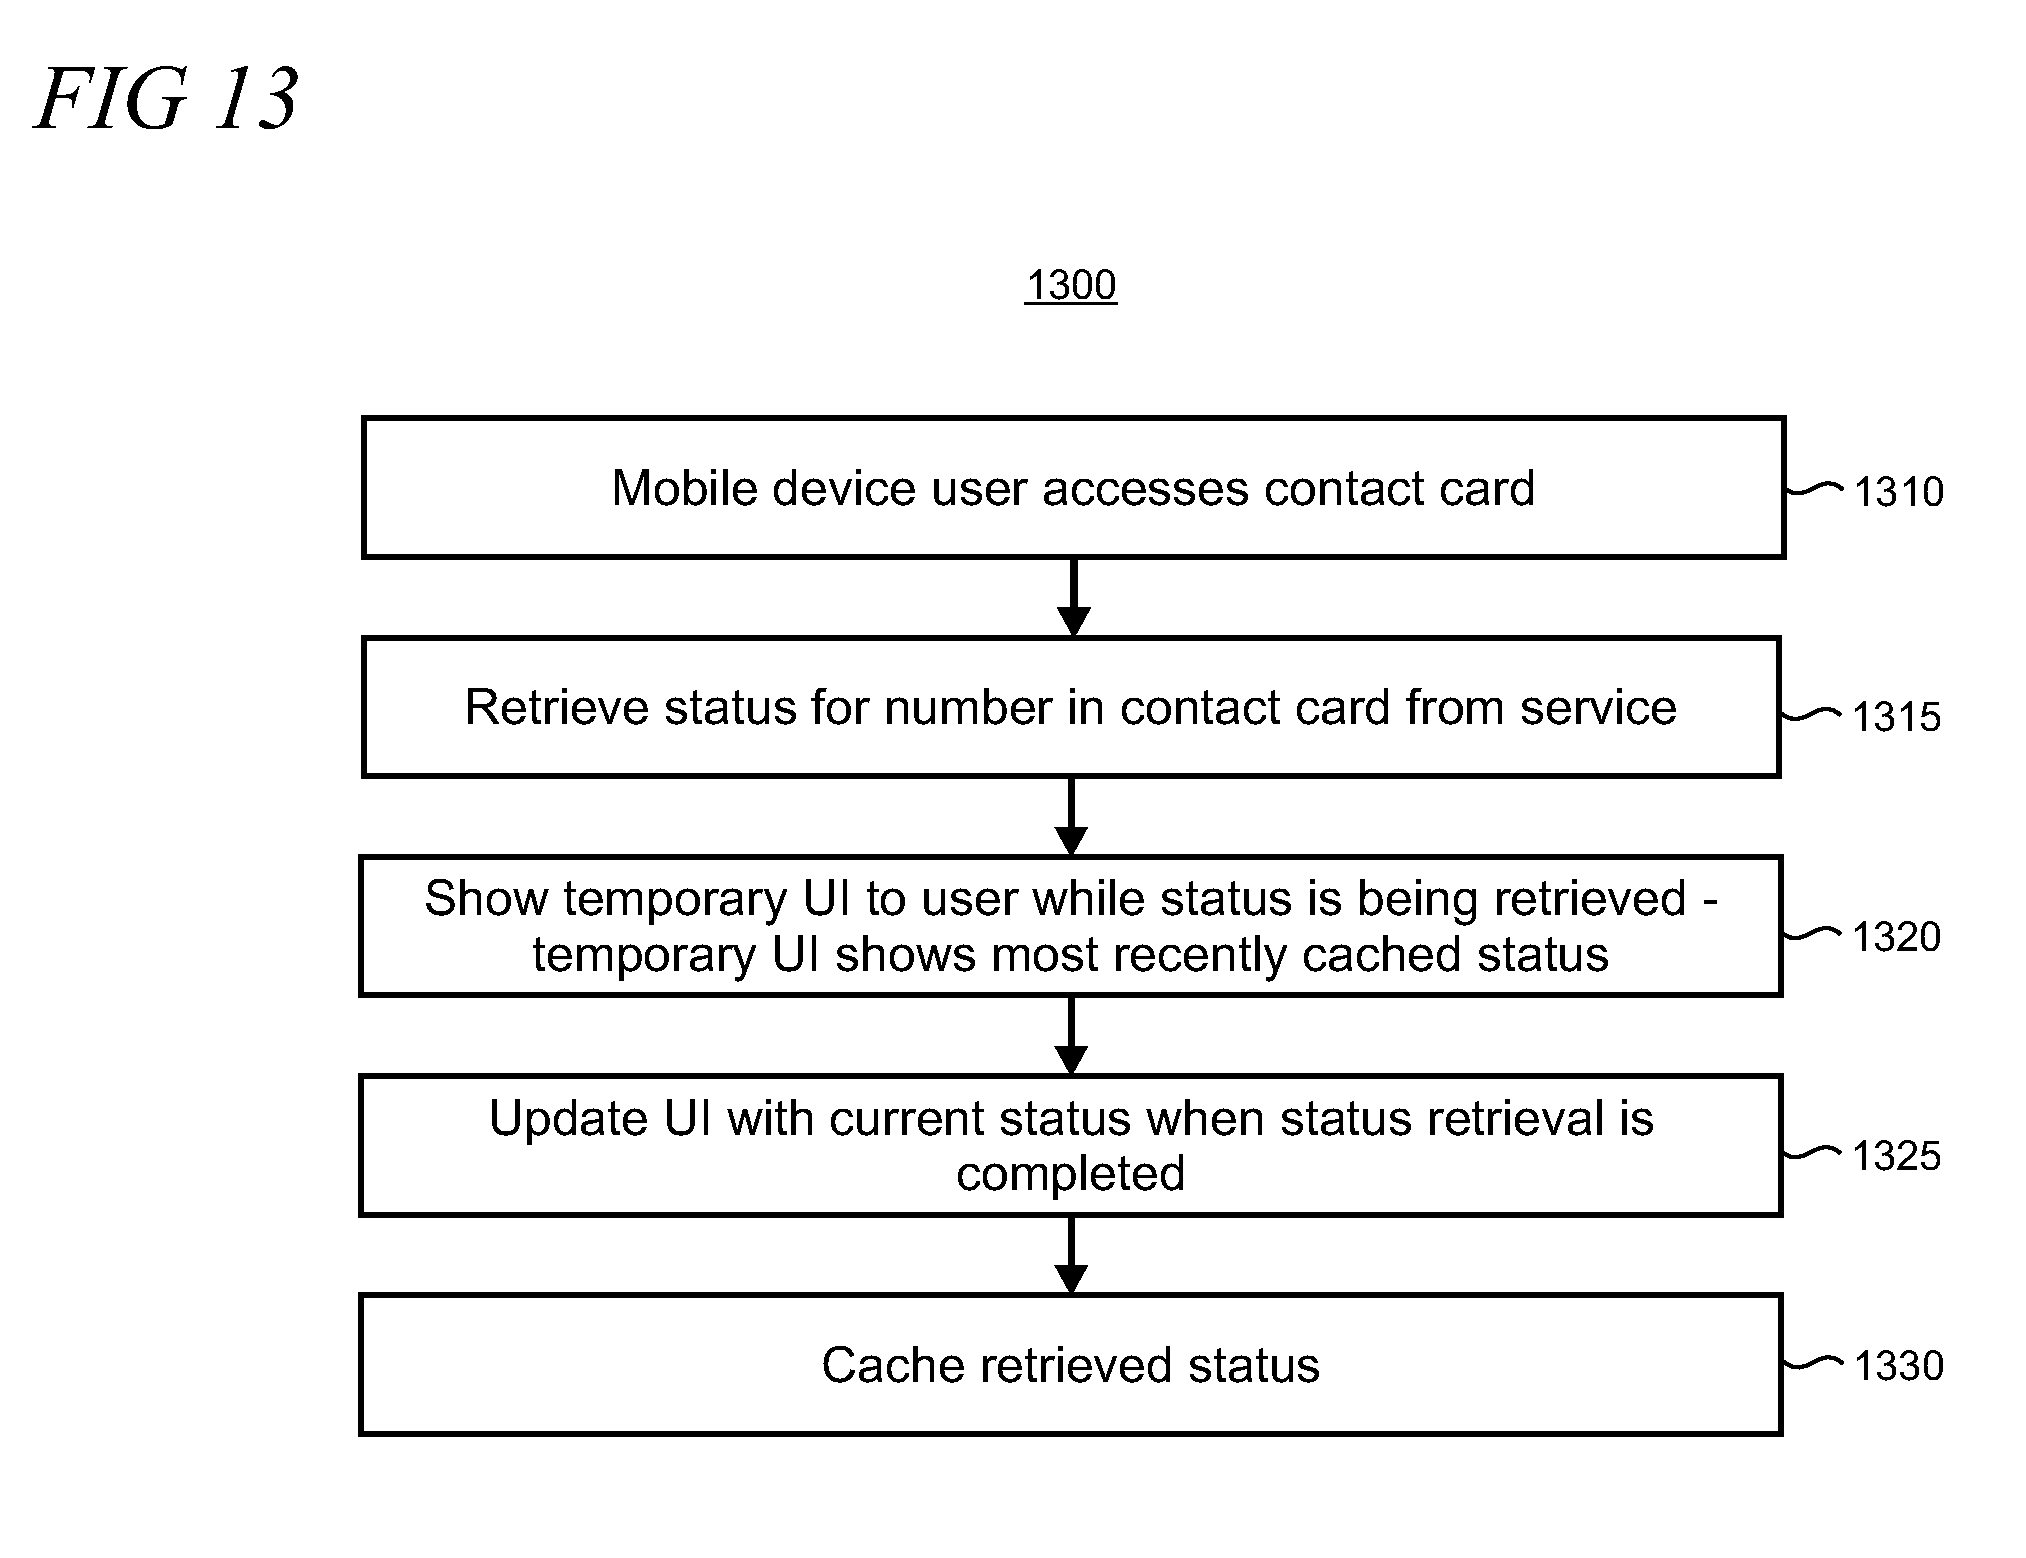 FIG 13
1300
Mobile device user accesses contact card
1310
Retrieve status for number in contact card from service
1315
Show temporary UI to user while status is being retrieved -
temporary UI shows most recently cached status
1320
Update UI with current status when status retrieval is
completed
1325
Cache retrieved status
1330